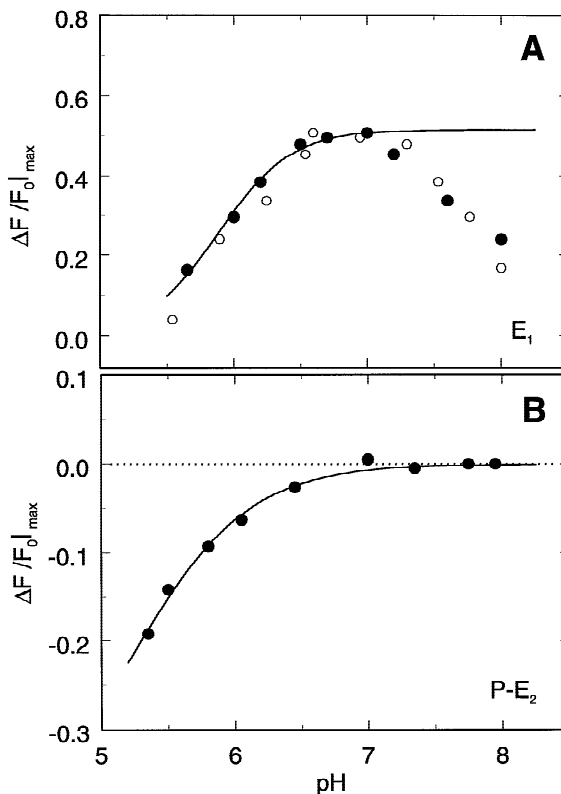 0.8
A
0.6
0.4
0.2
0.0
ΔF /F₀|max
E₁
0.1
B
0.0
-0.1
-0.2
-0.3
ΔF /F₀|max
P-E₂
5 6 7 8
pH